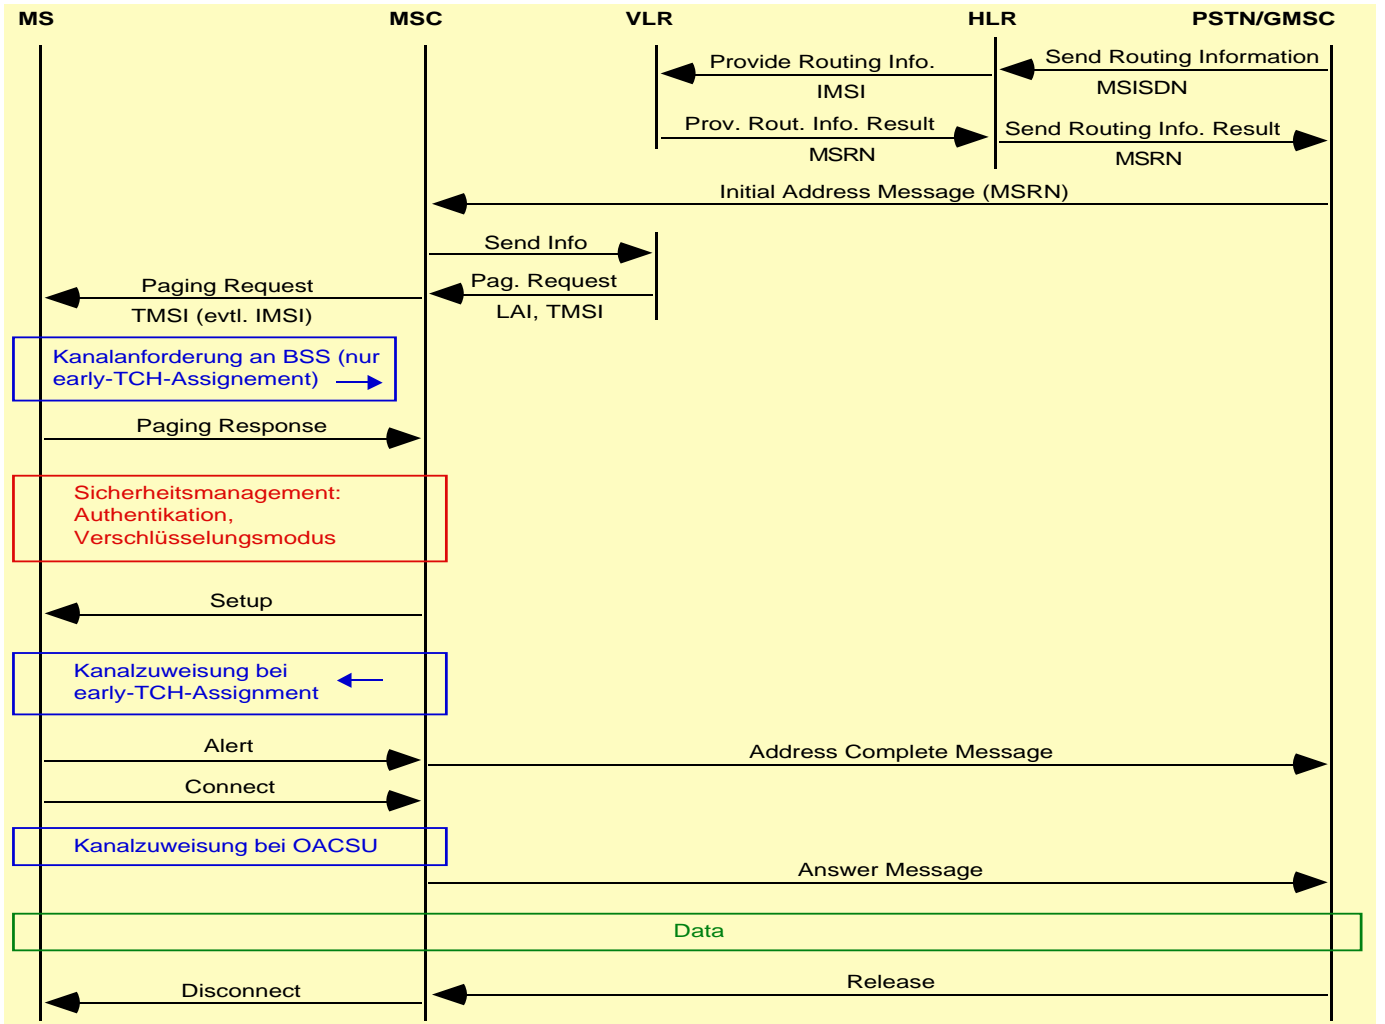 MS MSC VLR HLR PSTN/GMSC
Send Routing Information
Provide Routing Info.
MSISDN
IMSI
Prov. Rout. Info. Result
Send Routing Info. Result
MSRN
MSRN
Initial Address Message (MSRN)
Send Info
Pag. Request
Paging Request
LAI, TMSI
TMSI (evtl. IMSI)
Kanalanforderung an BSS (nur
early-TCH-Assignement)
Paging Response
Sicherheitsmanagement:
Authentikation,
Verschlüsselungsmodus
Setup
Kanalzuweisung bei
early-TCH-Assignment
Alert
Address Complete Message
Connect
Kanalzuweisung bei OACSU
Answer Message
Data
Release
Disconnect